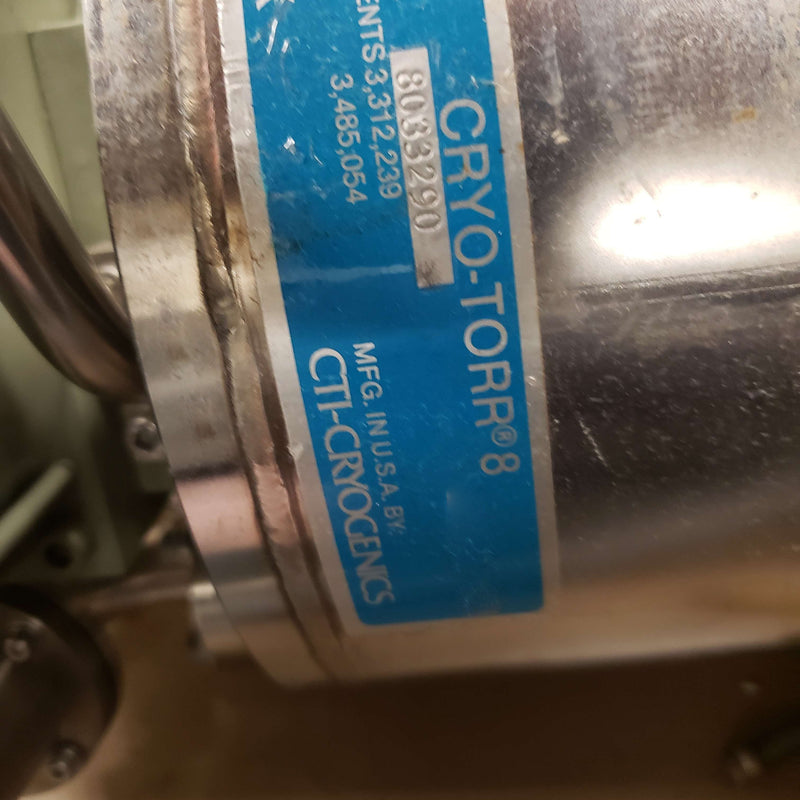 CRYO-TORR® 8
8033290
ENTS 3,312,239
3,485,054
MFG. IN U.S.A. BY:
CTI-CRYOGENICS